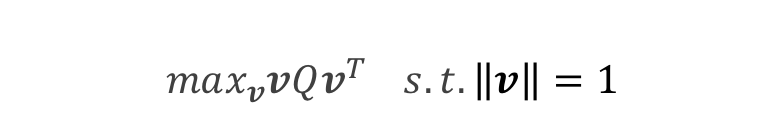 max_𝒗 𝒗Q𝒗^T s.t.‖𝒗‖ = 1